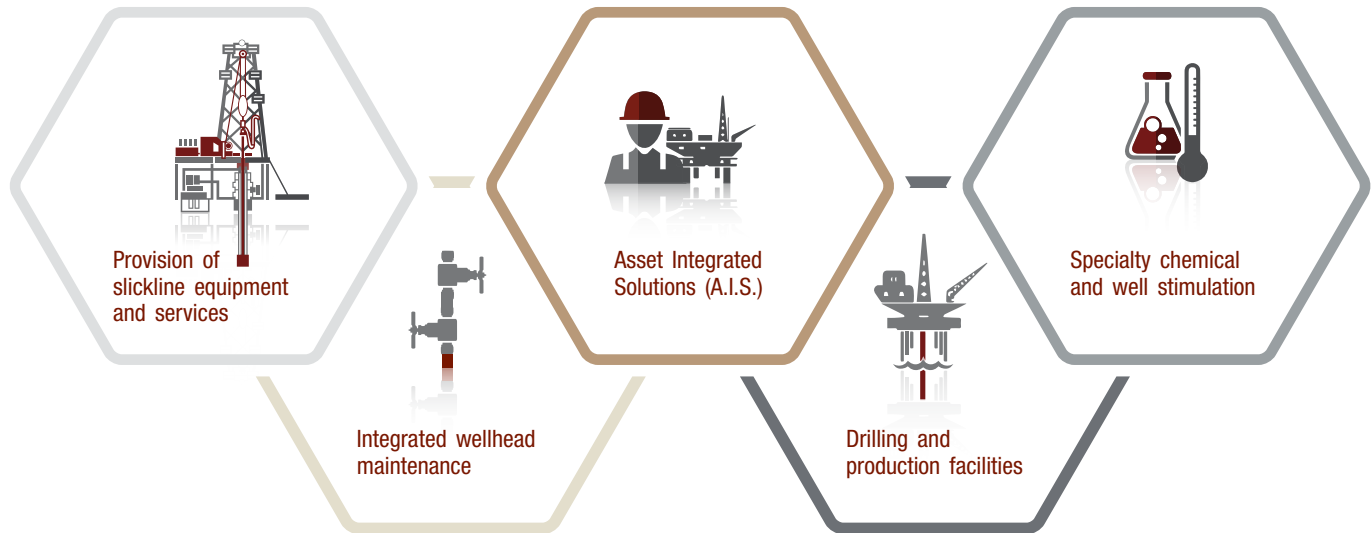 Provision of
slickline equipment
and services
Integrated wellhead
maintenance
Asset Integrated
Solutions (A.I.S.)
Drilling and
production facilities
Specialty chemical
and well stimulation